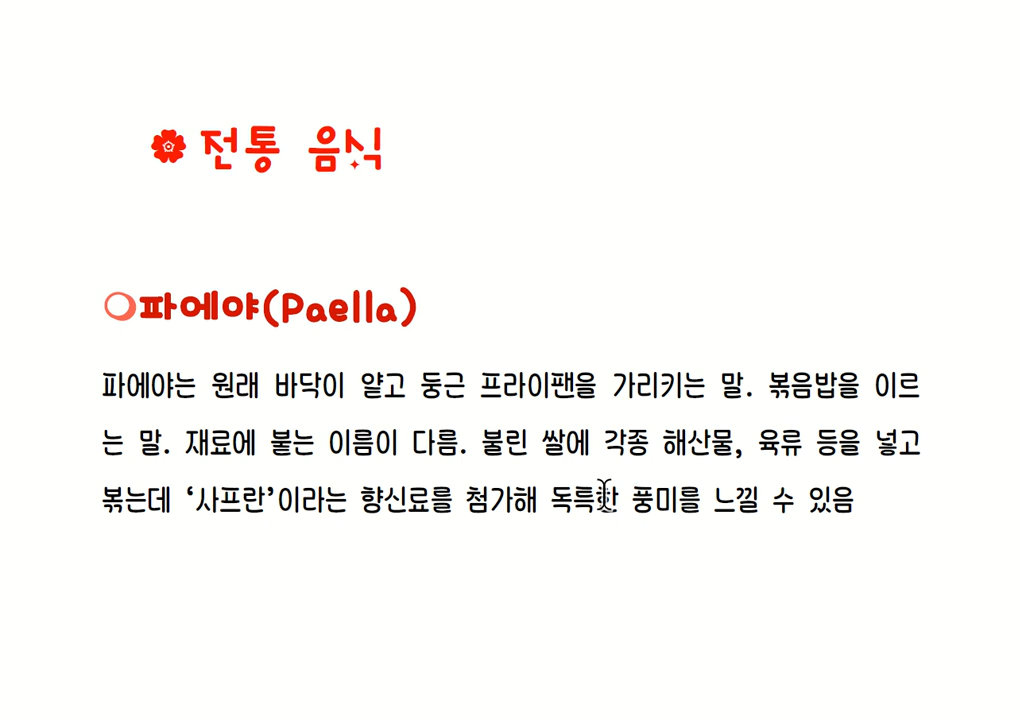 전통 음식
파에야(Paella)
파에야는 원래 바닥이 얕고 둥근 프라이팬을 가리키는 말. 볶음밥을 이르
는 말. 재료에 붙는 이름이 다름. 불린 쌀에 각종 해산물, 육류 등을 넣고
볶는데 ‘사프란’이라는 향신료를 첨가해 독특한 풍미를 느낄 수 있음